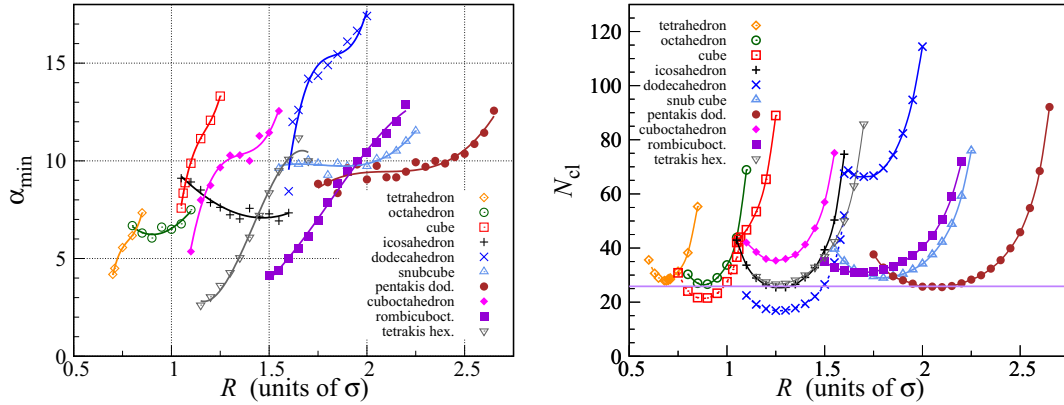 α_min
15
10
5
0
1
1.5
2
2.5
R (units of σ)
tetrahedron
octahedron
cube
icosahedron
dodecahedron
snubcube
pentakis dod.
cuboctahedron
rombicuboct.
tetrakis hex.
N_cl
120
100
80
60
40
20
0
0.5
1
1.5
2
2.5
R (units of σ)
tetrahedron
octahedron
cube
icosahedron
dodecahedron
snub cube
pentakis dod.
cuboctahedron
rombicuboct.
tetrakis hex.